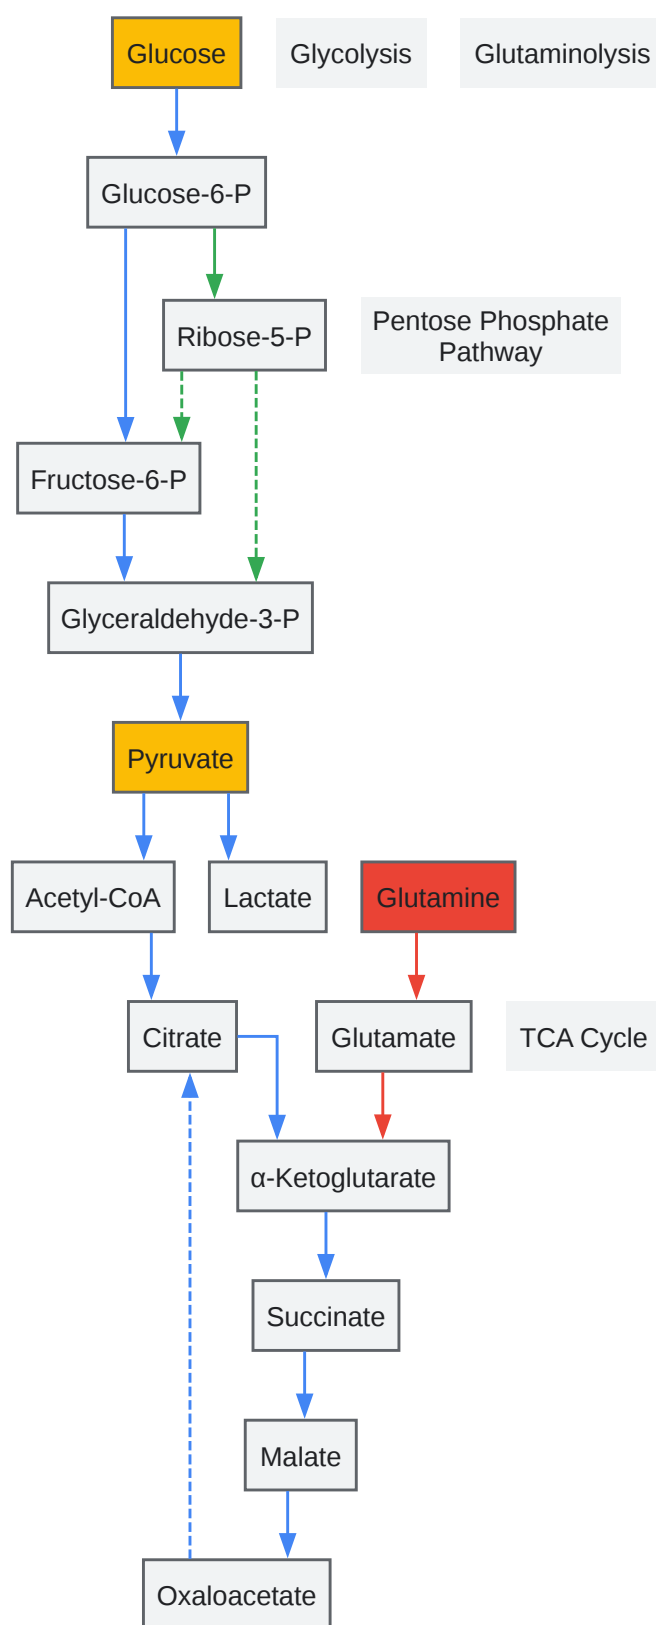 Glucose
Glycolysis
Glutaminolysis
Glucose-6-P
Ribose-5-P
Pentose Phosphate
Pathway
Fructose-6-P
Glyceraldehyde-3-P
Pyruvate
Acetyl-CoA
Lactate
Glutamine
Citrate
Glutamate
TCA Cycle
α-Ketoglutarate
Succinate
Malate
Oxaloacetate